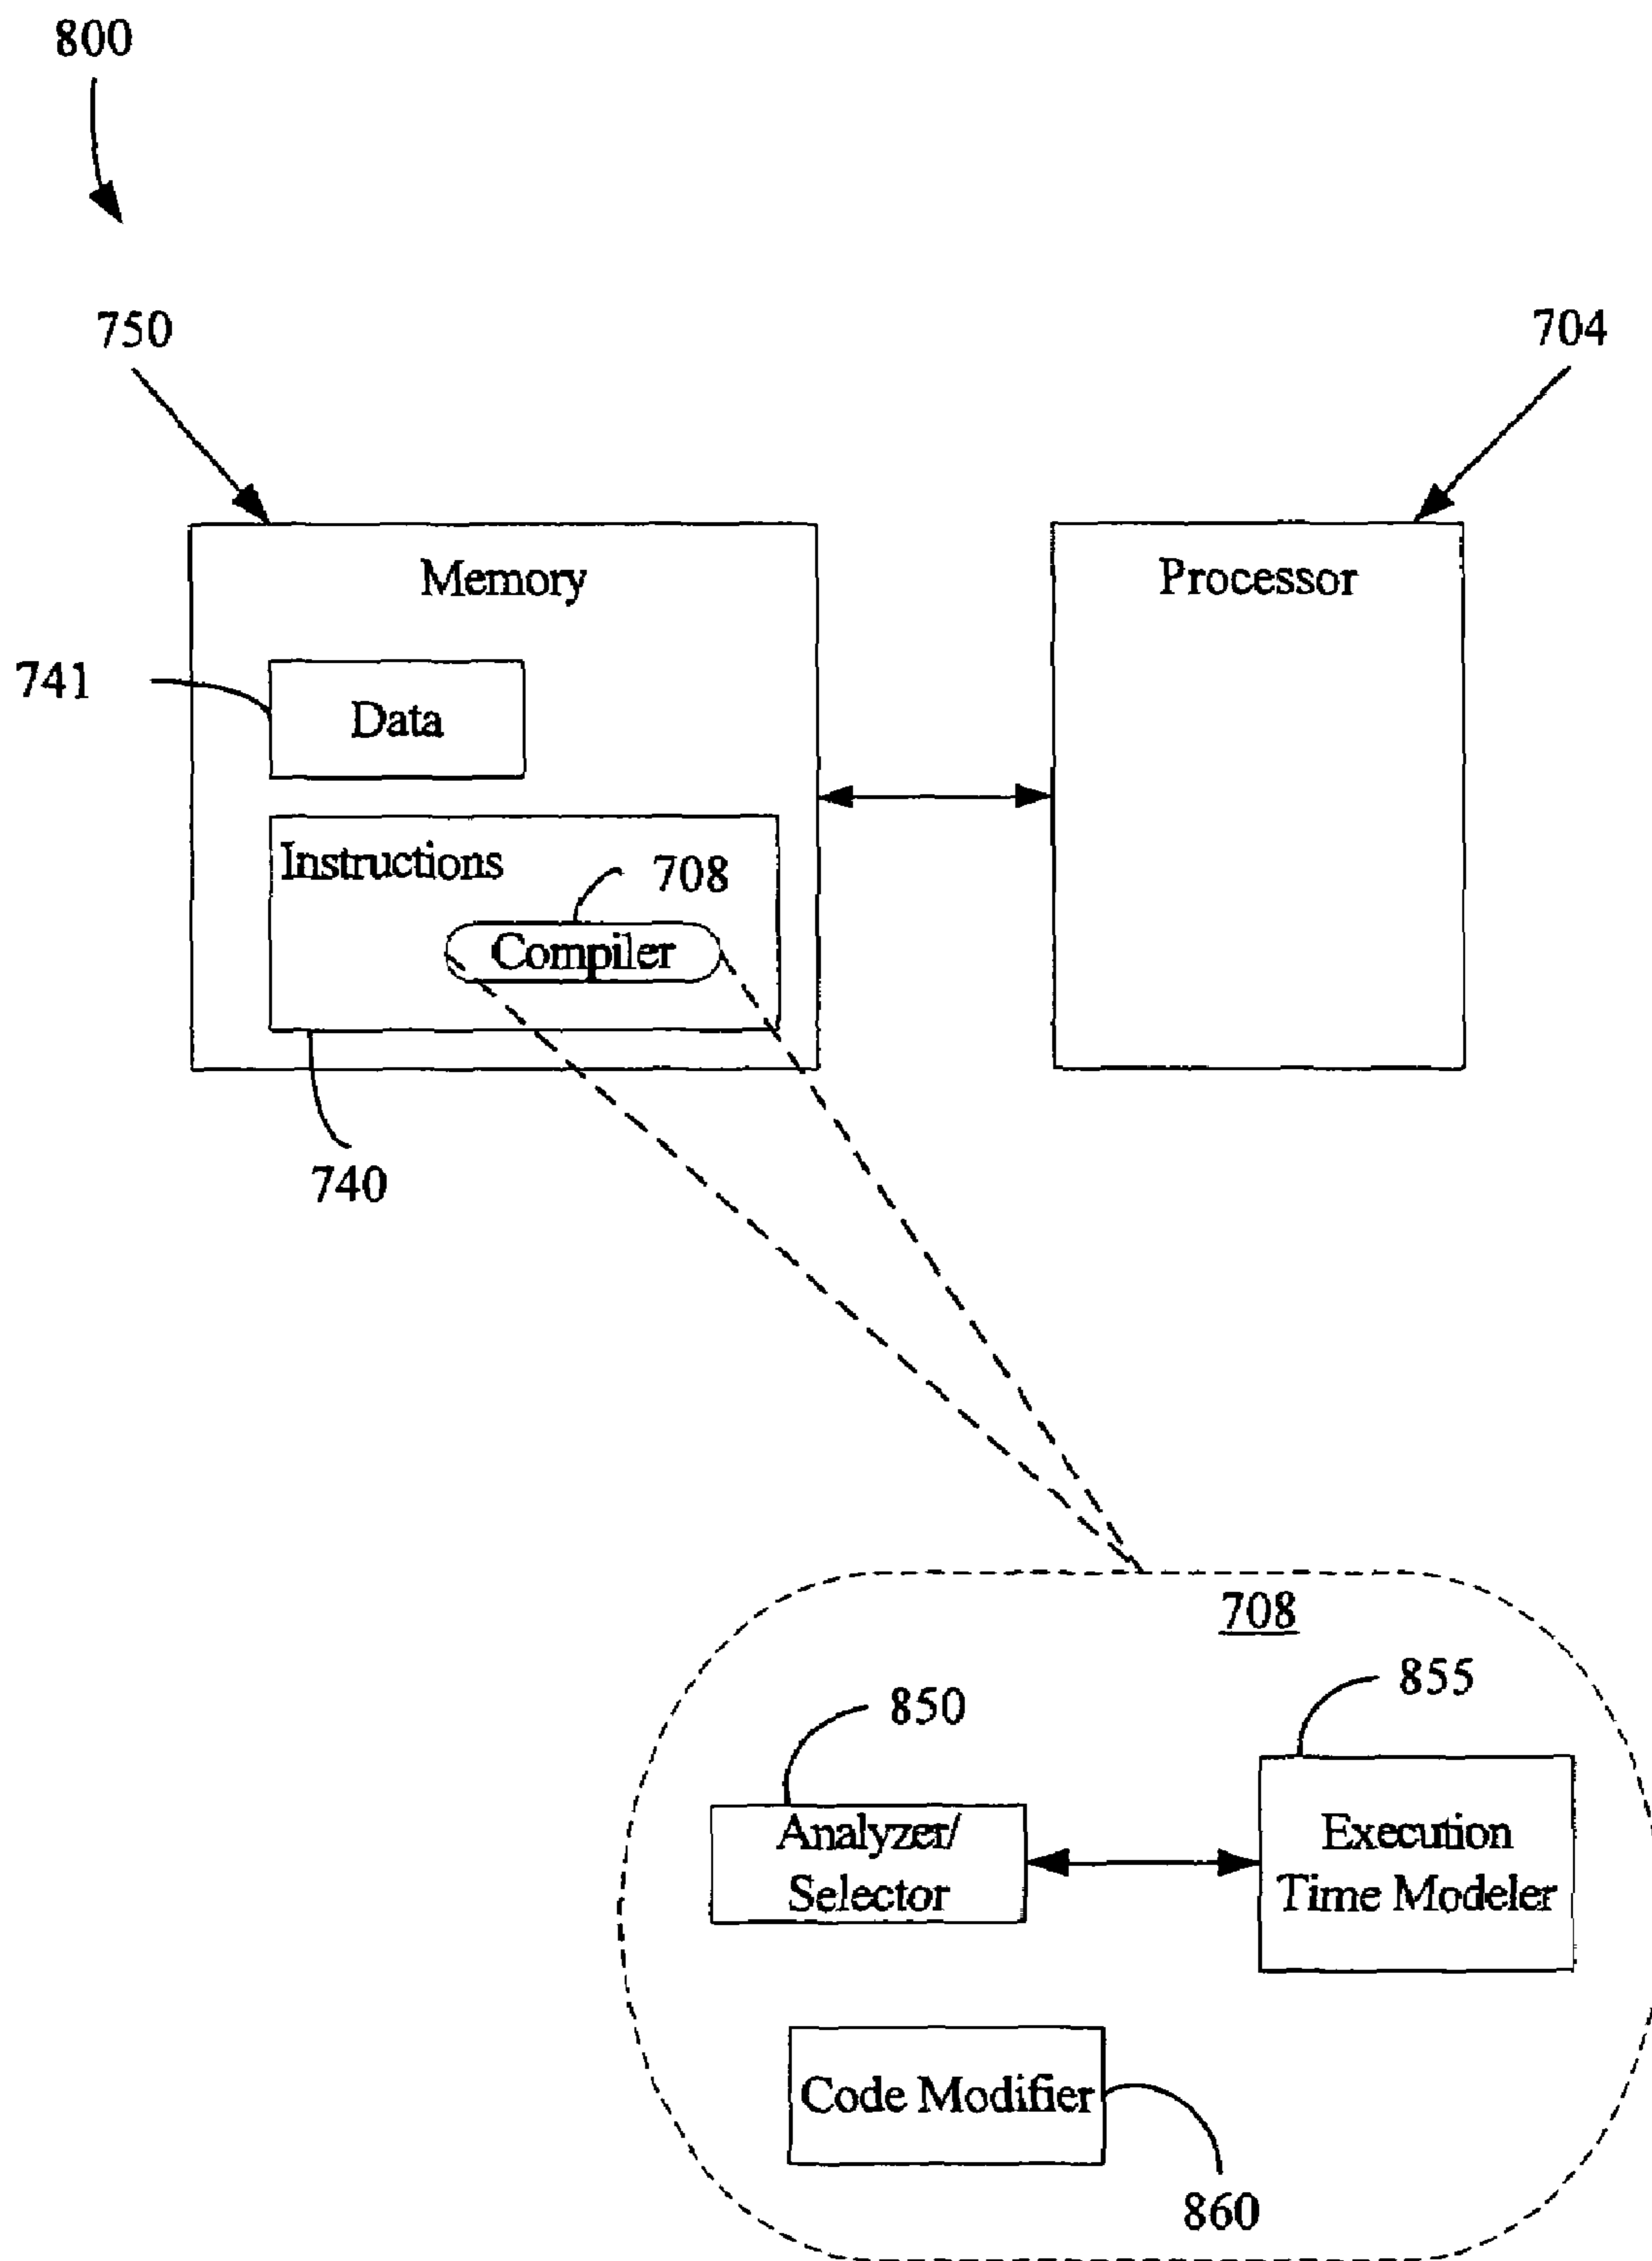 800
750
704
Memory
Processor
741
Data
Instructions
708
Compiler
740
708
855
850
Analyzer/
Selector
Execution
Time Modeler
Code Modifier
860